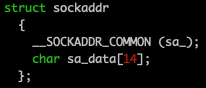 struct sockaddr
  {
    __SOCKADDR_COMMON (sa_);
    char sa_data[14];
  };